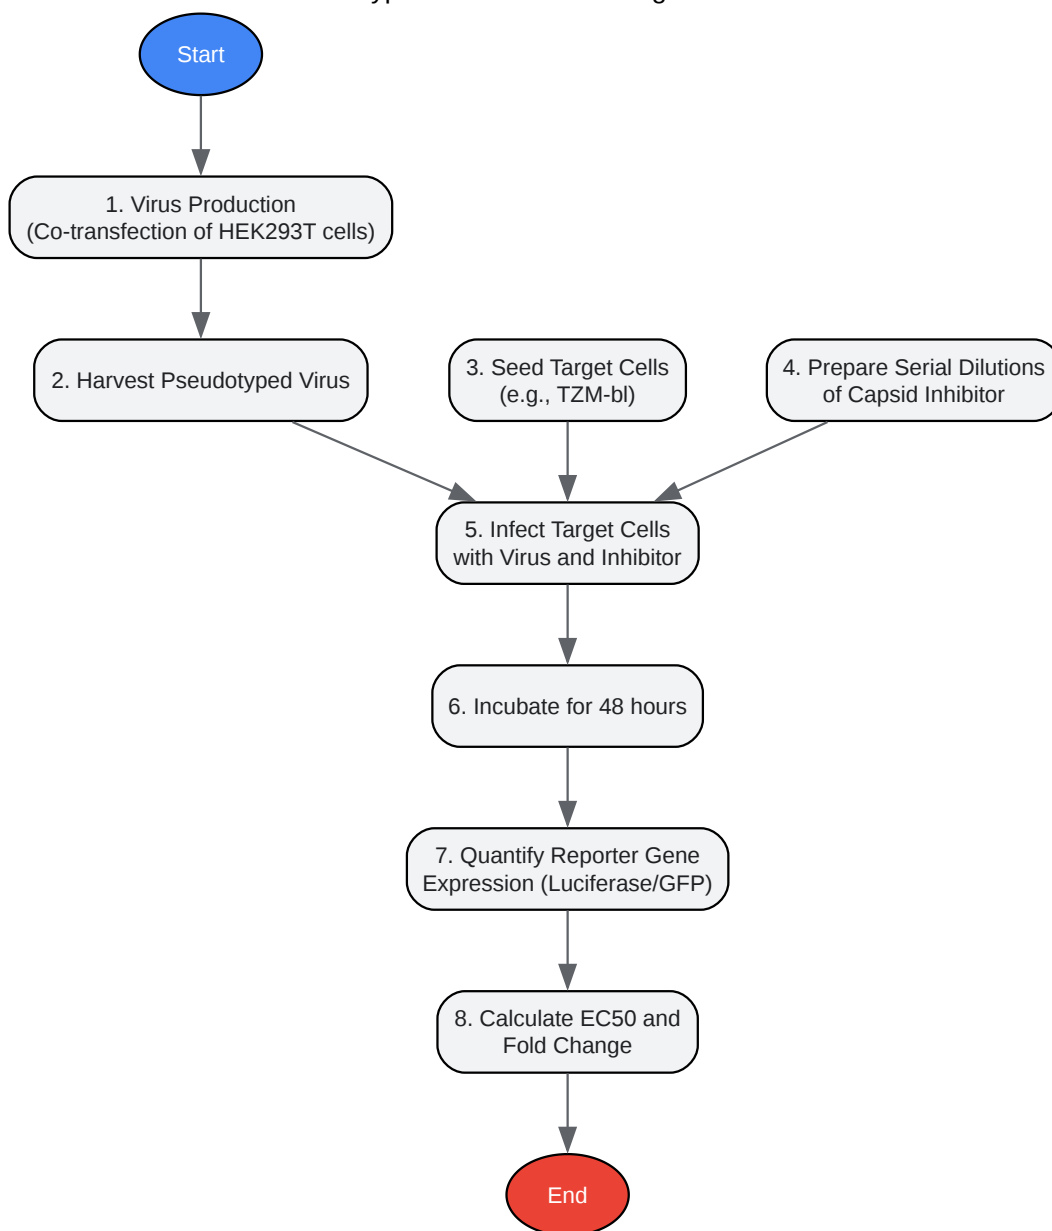 Start
1. Virus Production
(Co-transfection of HEK293T cells)
2. Harvest Pseudotyped Virus
3. Seed Target Cells
(e.g., TZM-bl)
4. Prepare Serial Dilutions
of Capsid Inhibitor
5. Infect Target Cells
with Virus and Inhibitor
6. Incubate for 48 hours
7. Quantify Reporter Gene
Expression (Luciferase/GFP)
8. Calculate EC50 and
Fold Change
End